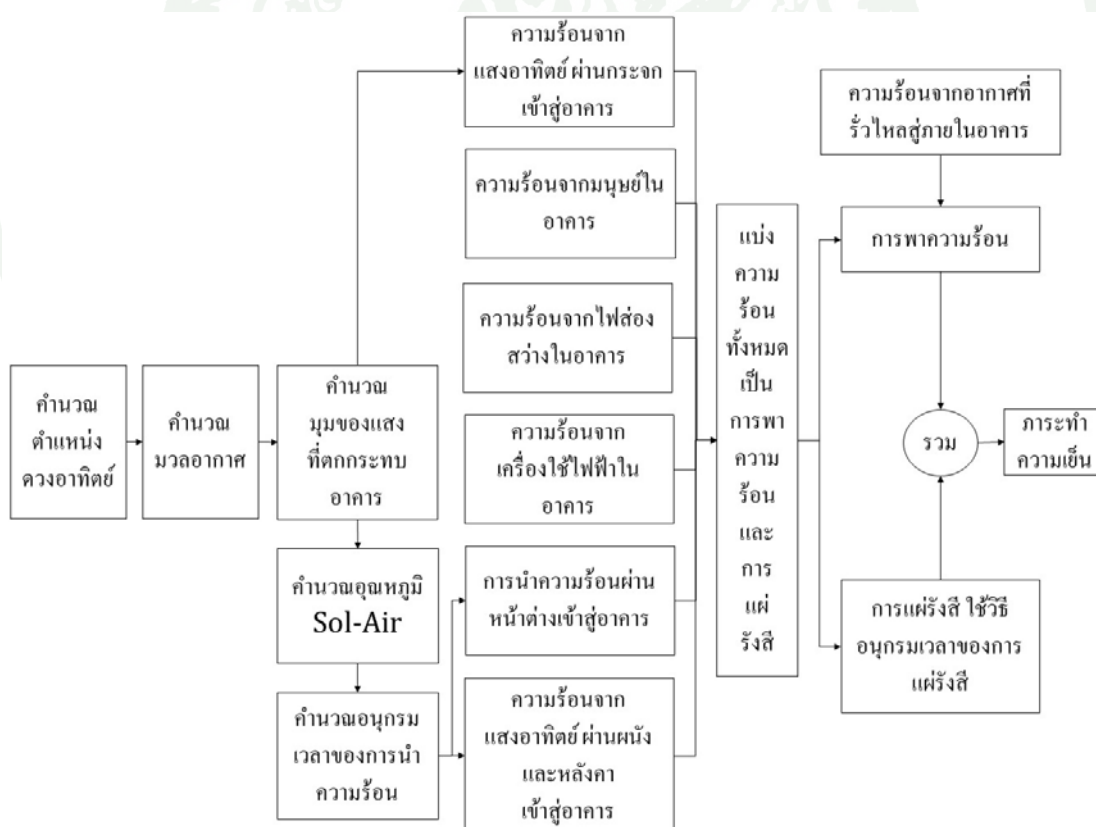 คำนวณ
ตำแหน่ง
ดวงอาทิตย์
คำนวณ
มวลอากาศ
คำนวณ
มุมของแสง
ที่ตกกระทบ
อาคาร
คำนวณอุณหภูมิ
Sol-Air
คำนวณอนุกรม
เวลาของการนำ
ความร้อน
ความร้อนจาก
แสงอาทิตย์ ผ่านกระจก
เข้าสู่อาคาร
ความร้อนจากมนุษย์ใน
อาคาร
ความร้อนจากไฟส่อง
สว่างในอาคาร
ความร้อนจาก
เครื่องใช้ไฟฟ้าใน
อาคาร
การนำความร้อนผ่าน
หน้าต่างเข้าสู่อาคาร
ความร้อนจาก
แสงอาทิตย์ ผ่านผนัง
และหลังคา
เข้าสู่อาคาร
แบ่ง
ความ
ร้อน
ทั้งหมด
เป็น
การพา
ความ
ร้อน
และ
การ
แผ่
รังสี
ความร้อนจากอากาศที่
รั่วไหลสู่ภายในอาคาร
การพาความร้อน
การแผ่รังสี ใช้วิธี
อนุกรมเวลาของการ
แผ่รังสี
รวม
ภาระทำ
ความเย็น